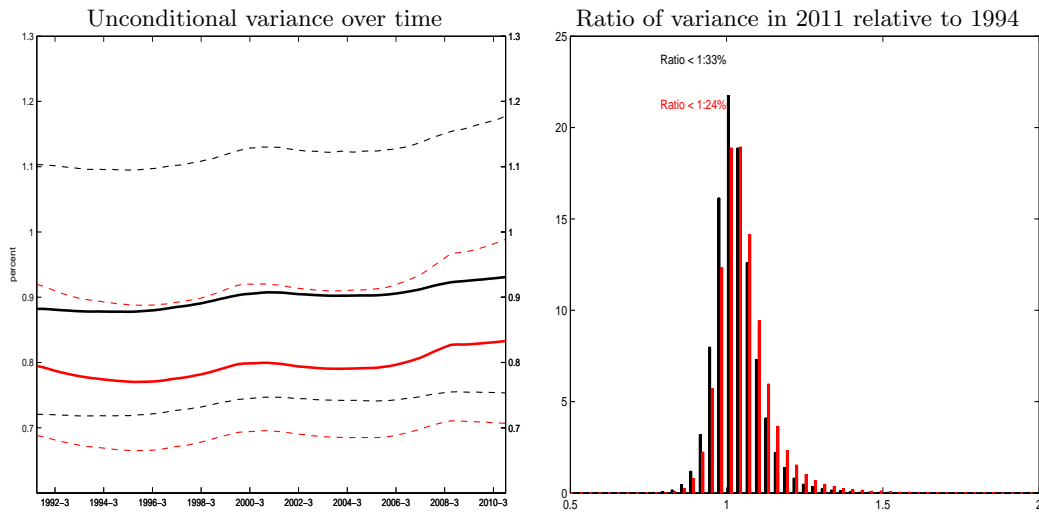 Unconditional variance over time
1.3
1.2
1.1
1
0.9
0.8
0.7
percent
1.3
1.2
1.1
1
0.9
0.8
0.7
1992–3 1994–3 1996–3 1998–3 2000–3 2002–3 2004–3 2006–3 2008–3 2010–3
Ratio of variance in 2011 relative to 1994
25
20
15
10
5
0
Ratio < 1:33%
Ratio < 1:24%
0.5 1 1.5 2